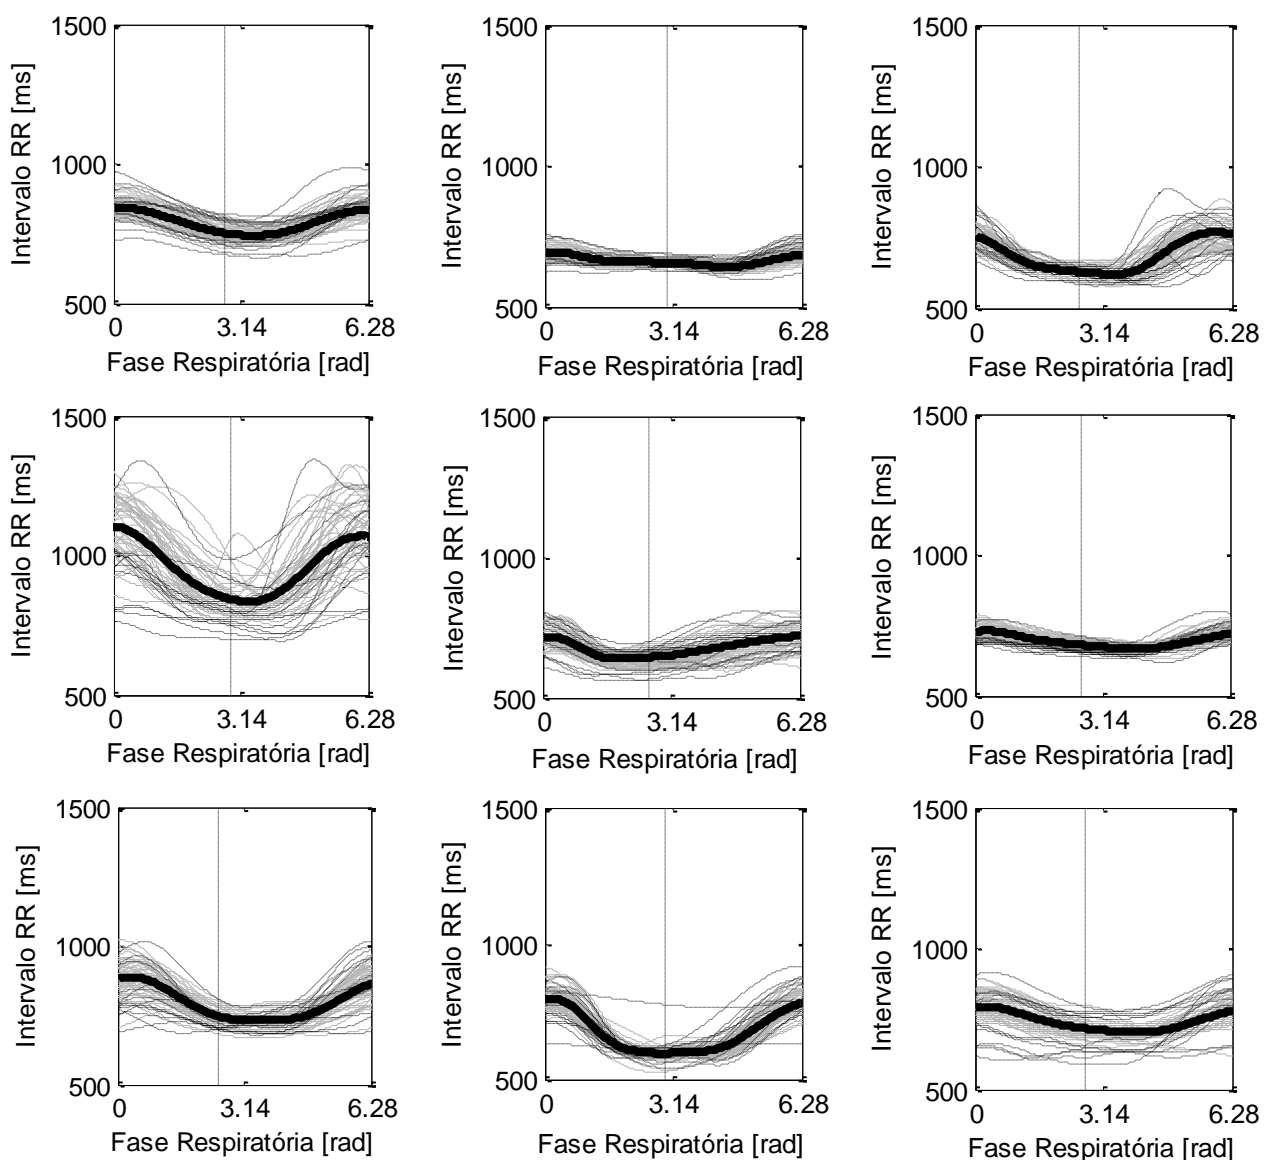 1500 1500 1500
Intervalo RR [ms] Intervalo RR [ms] Intervalo RR [ms]
1000 1000 1000
500 500 500
0 3.14 6.28 0 3.14 6.28 0 3.14 6.28
Fase Respiratória [rad] Fase Respiratória [rad] Fase Respiratória [rad]
1500 1500 1500
Intervalo RR [ms] Intervalo RR [ms] Intervalo RR [ms]
1000 1000 1000
500 500 500
0 3.14 6.28 0 3.14 6.28 0 3.14 6.28
Fase Respiratória [rad] Fase Respiratória [rad] Fase Respiratória [rad]
1500 1500 1500
Intervalo RR [ms] Intervalo RR [ms] Intervalo RR [ms]
1000 1000 1000
500 500 500
0 3.14 6.28 0 3.14 6.28 0 3.14 6.28
Fase Respiratória [rad] Fase Respiratória [rad] Fase Respiratória [rad]